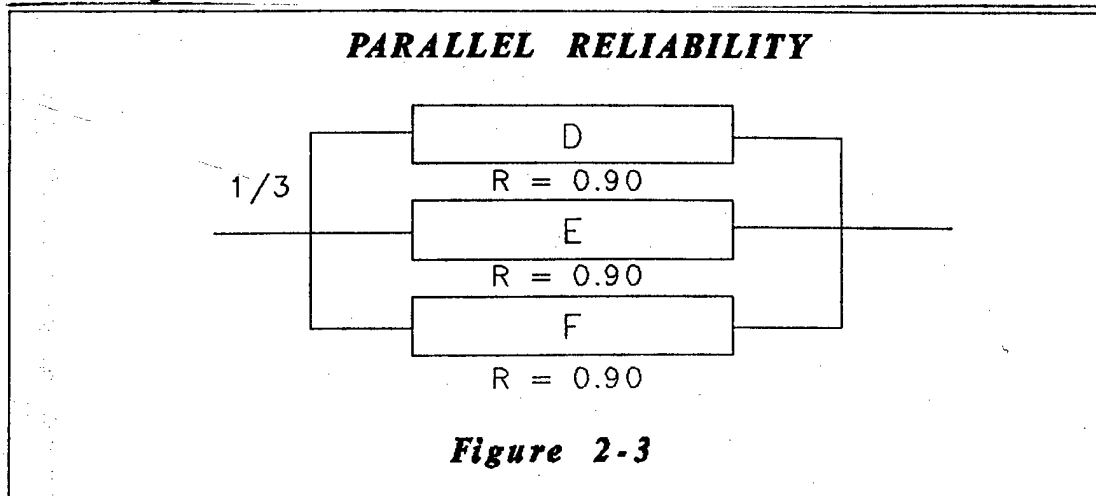 PARALLEL RELIABILITY
D
1/3
R = 0.90
E
R = 0.90
F
R = 0.90
Figure 2-3